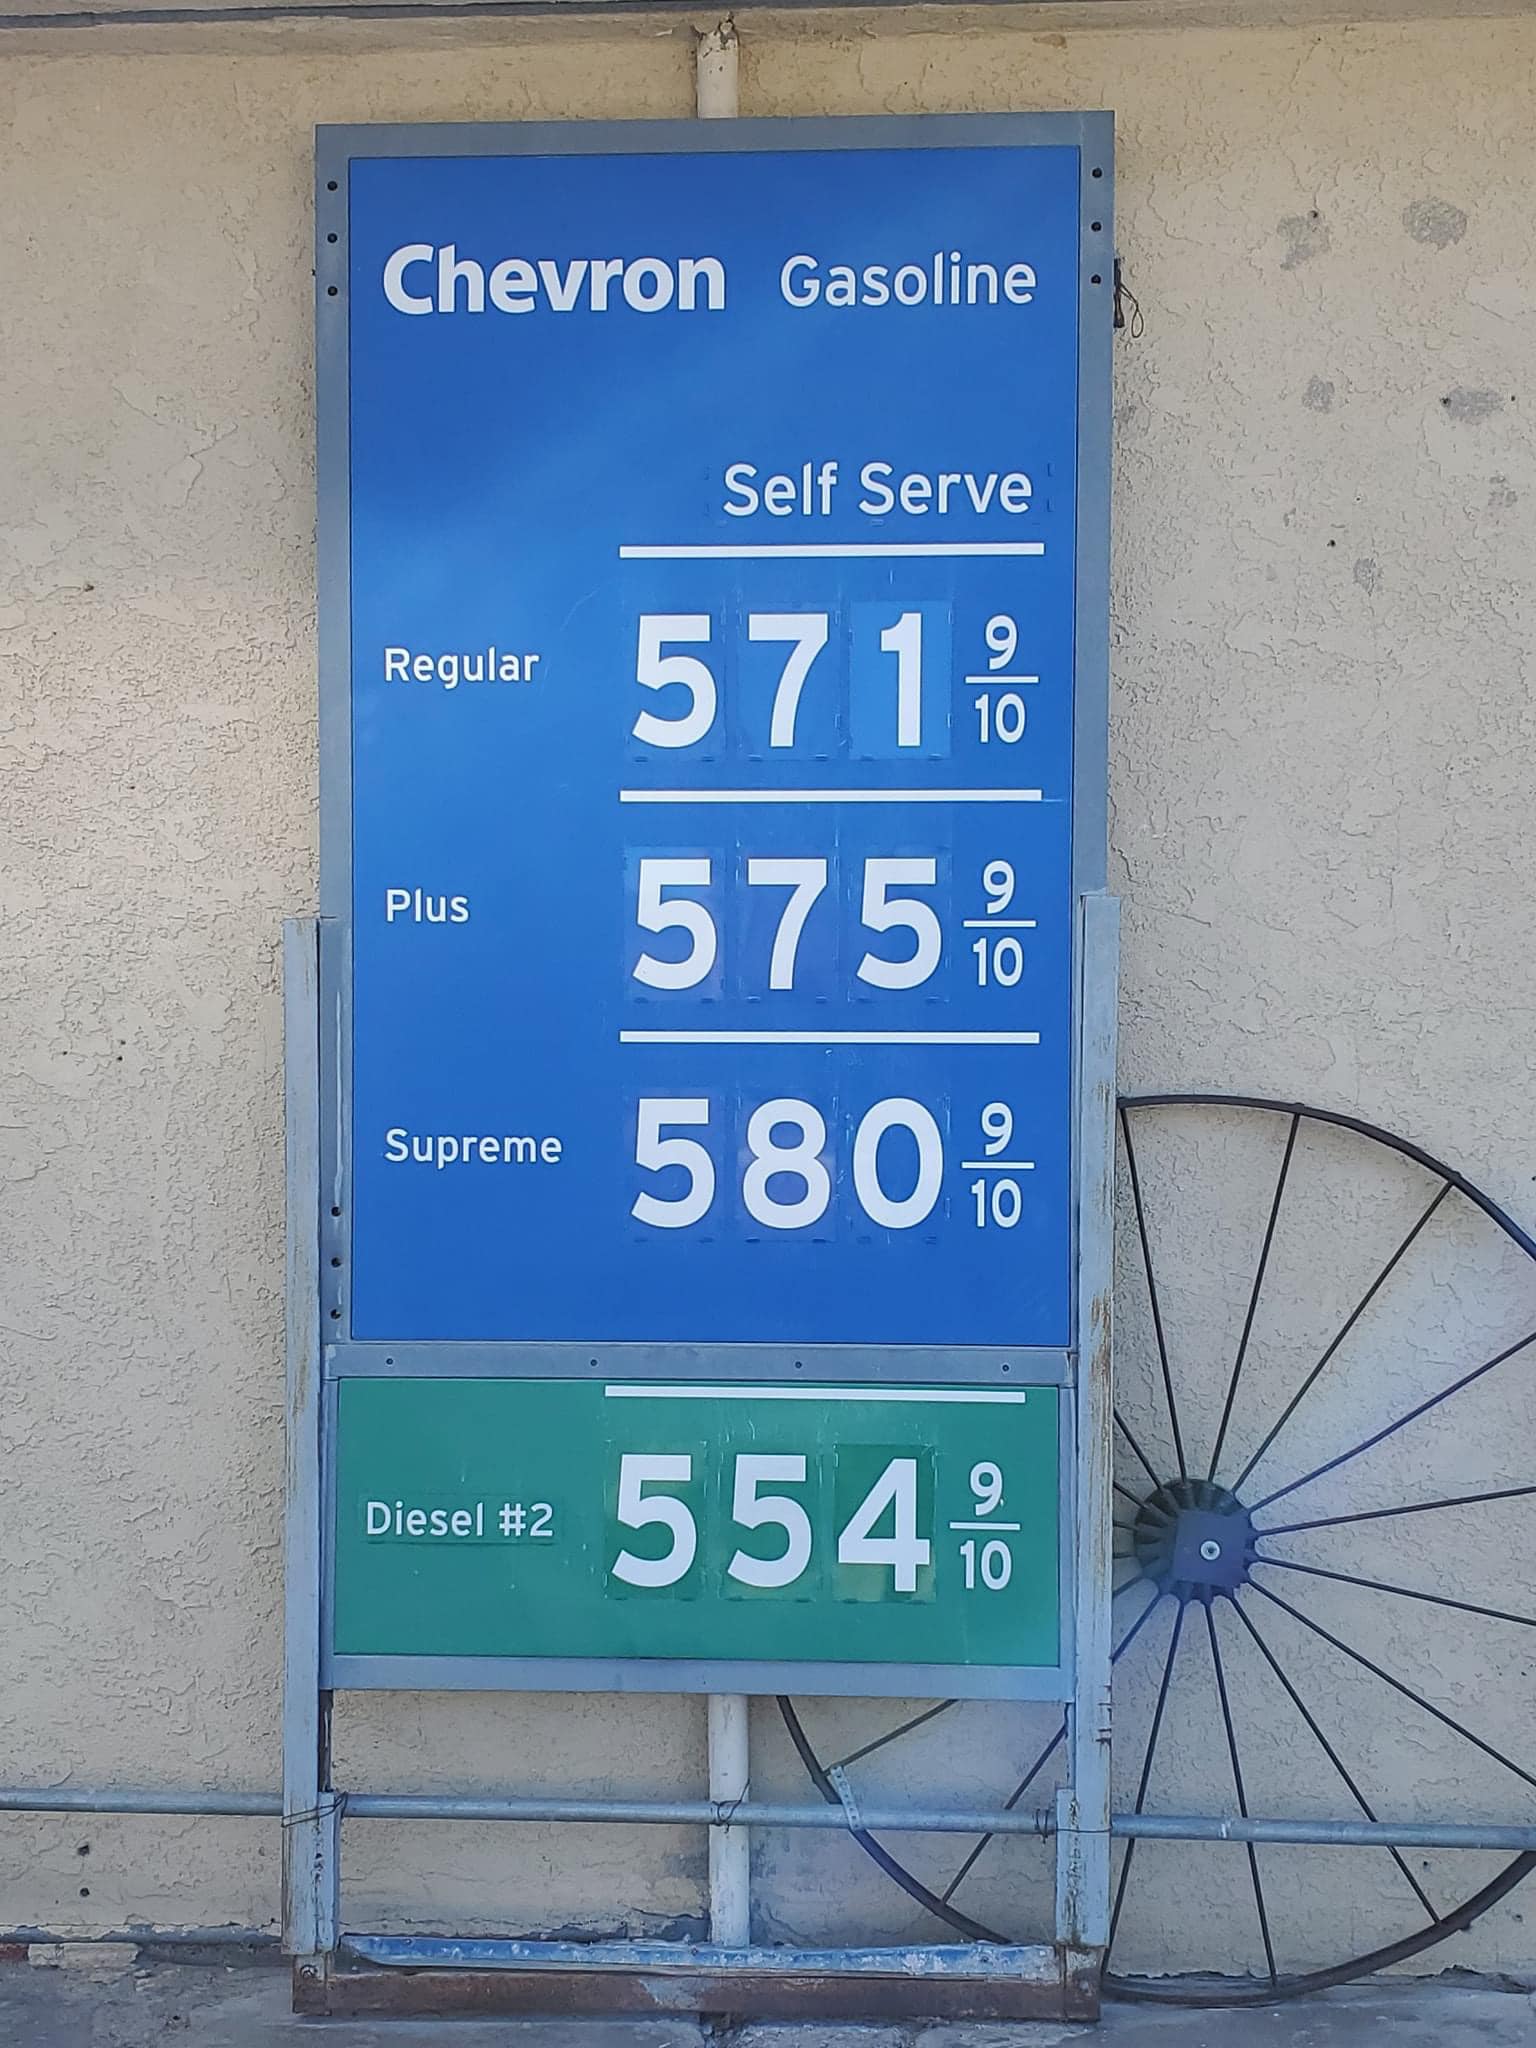 Chevron Gasoline
Self Serve
Regular 571 9/10
Plus 575 9/10
Supreme 580 9/10
Diesel #2 554 9/10